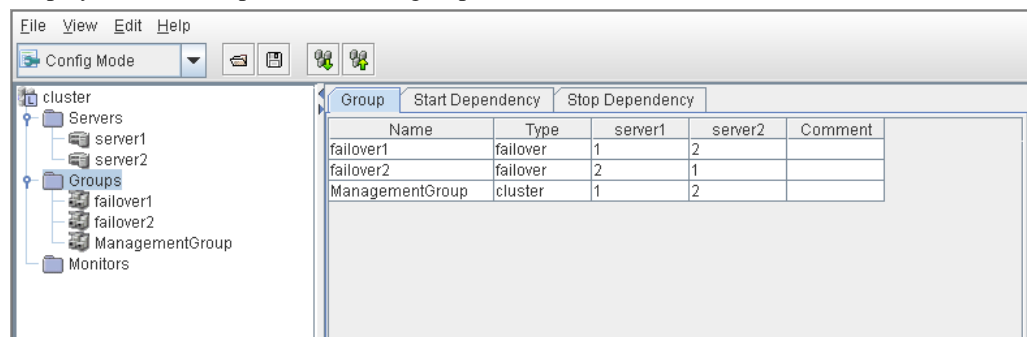 File View Edit Help
Config Mode
cluster
Servers
server1
server2
Groups
failover1
failover2
ManagementGroup
Monitors
Group Start Dependency Stop Dependency
Name Type server1 server2 Comment
failover1 failover 1 2
failover2 failover 2 1
ManagementGroup cluster 1 2